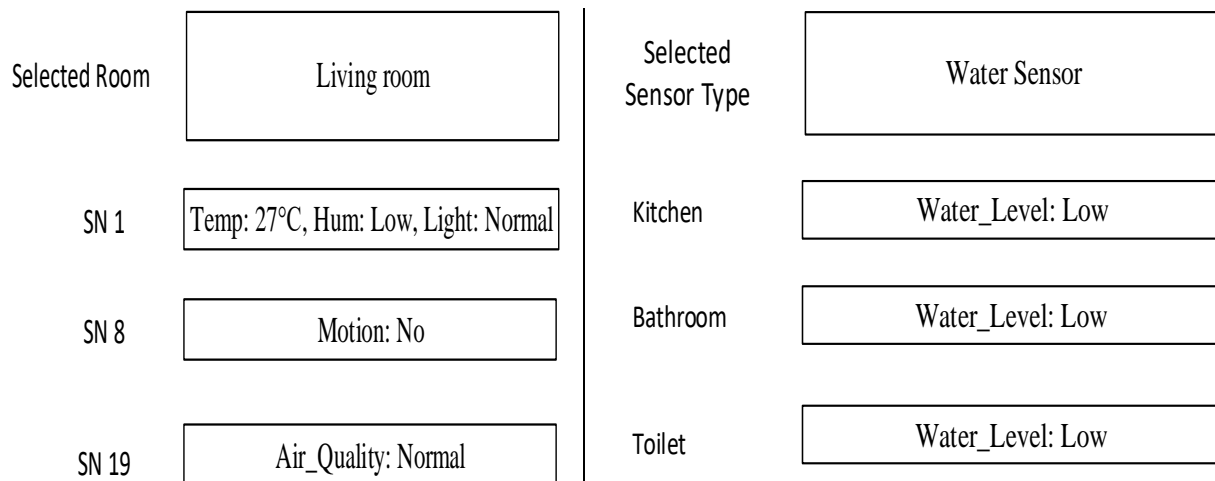 Selected Room
Living room
SN 1
Temp: 27°C, Hum: Low, Light: Normal
SN 8
Motion: No
SN 19
Air_Quality: Normal
Selected
Sensor Type
Water Sensor
Kitchen
Water_Level: Low
Bathroom
Water_Level: Low
Toilet
Water_Level: Low